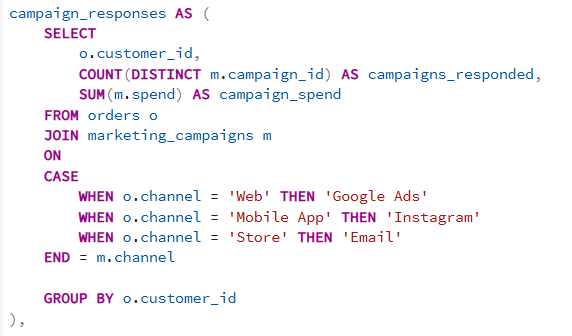 campaign_responses AS (
SELECT
o.customer_id,
COUNT(DISTINCT m.campaign_id) AS campaigns_responded,
SUM(m.spend) AS campaign_spend
FROM orders o
JOIN marketing_campaigns m
ON
CASE
WHEN o.channel = 'Web' THEN 'Google Ads'
WHEN o.channel = 'Mobile App' THEN 'Instagram'
WHEN o.channel = 'Store' THEN 'Email'
END = m.channel
GROUP BY o.customer_id
),